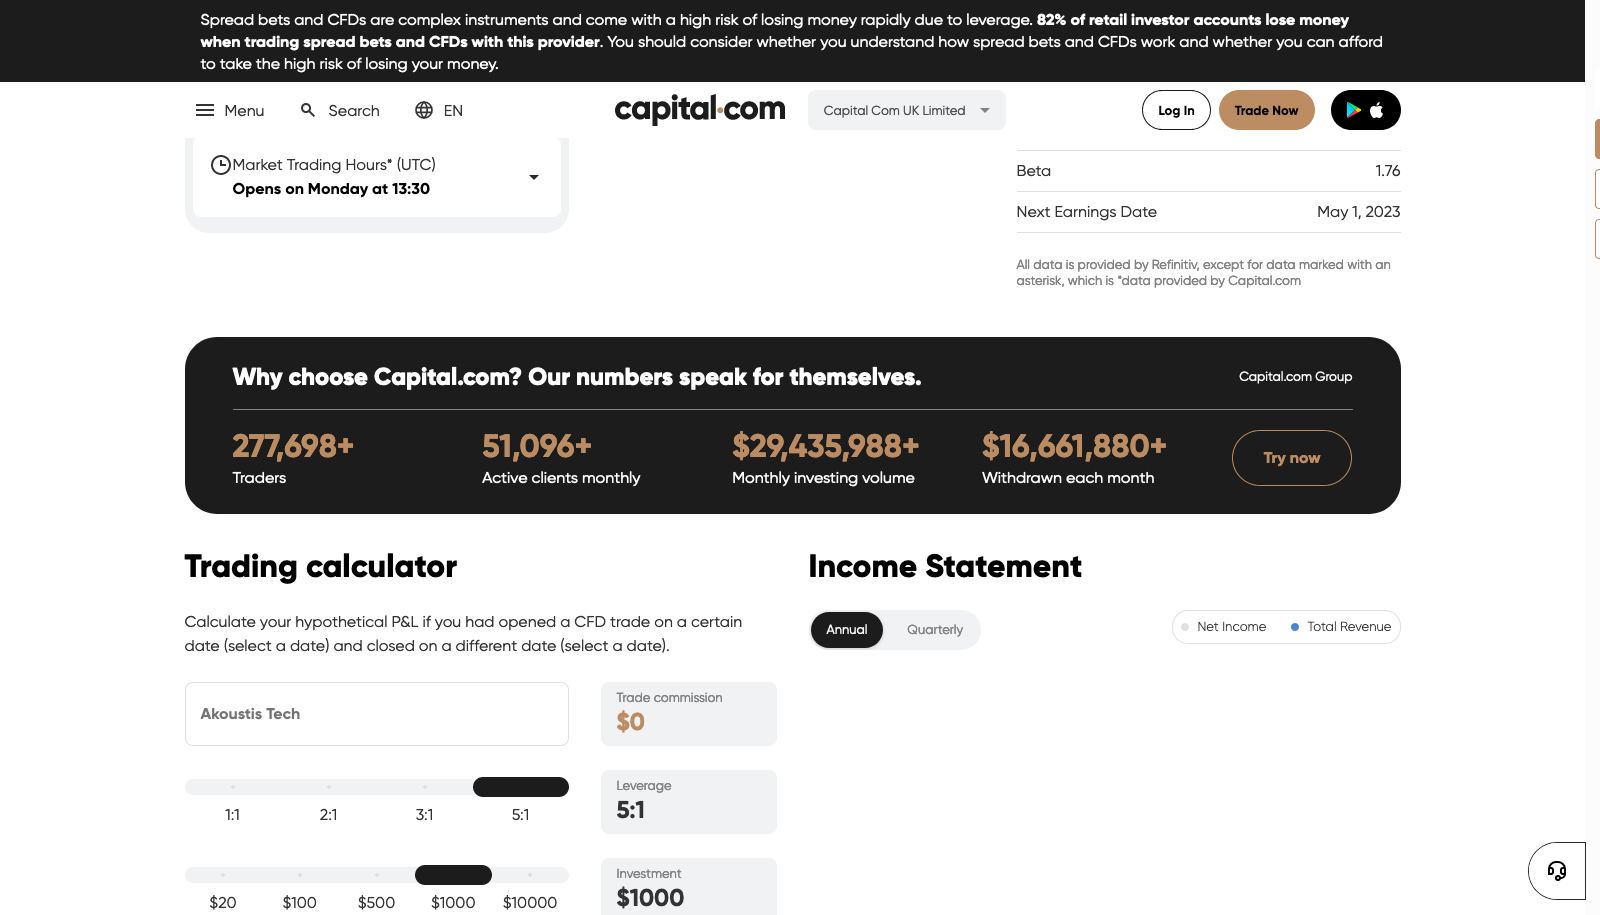 Spread bets and CFDs are complex instruments and come with a high risk of losing money rapidly due to leverage. 82% of retail investor accounts lose money
when trading spread bets and CFDs with this provider. You should consider whether you understand how spread bets and CFDs work and whether you can afford
to take the high risk of losing your money.
Menu
Search
EN
capital.com
Capital Com UK Limited
Log In
Trade Now
Market Trading Hours* (UTC)
Opens on Monday at 13:30
Beta 1.76
Next Earnings Date May 1, 2023
All data is provided by Refinitiv, except for data marked with an
asterisk, which is *data provided by Capital.com
Why choose Capital.com? Our numbers speak for themselves.
Capital.com Group
277,698+
Traders
51,096+
Active clients monthly
$29,435,988+
Monthly investing volume
$16,661,880+
Withdrawn each month
Try now
Trading calculator
Calculate your hypothetical P&L if you had opened a CFD trade on a certain
date (select a date) and closed on a different date (select a date).
Akoustis Tech
Trade commission
$0
1:1 2:1 3:1 5:1
Leverage
5:1
$20 $100 $500 $1000 $10000
Investment
$1000
Income Statement
Annual
Quarterly
Net Income
Total Revenue